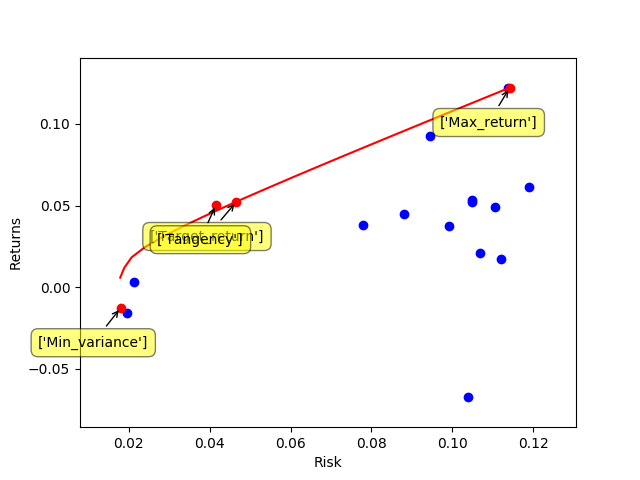 0.10
0.05
0.00
−0.05
0.02
0.04
0.06
0.08
0.10
0.12
Returns
Risk
['Max_return']
['Target_return']
['Tangency']
['Min_variance']